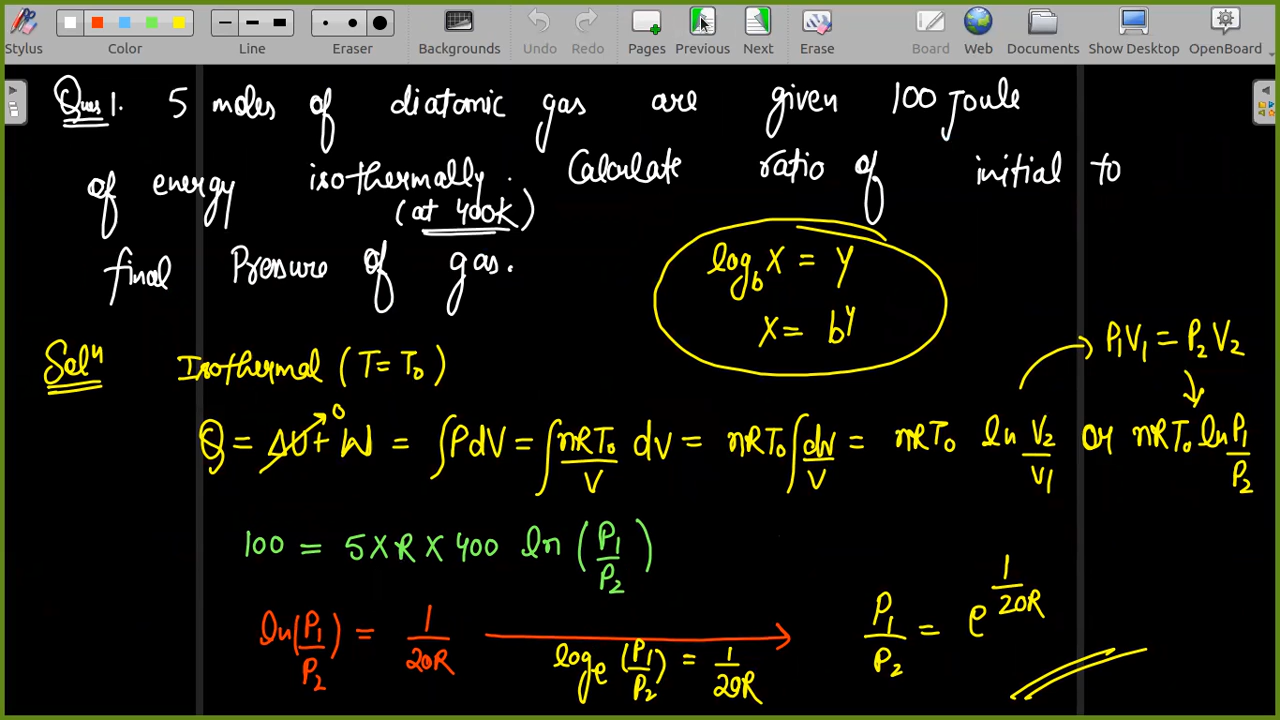 Stylus Color Line Eraser Backgrounds Undo Redo Pages Previous Next Erase Board Web Documents Show Desktop OpenBoard
Ques 1. 5 moles of diatomic gas are given 100 Joule
of energy isothermally. Calculate ratio of initial to
(at 400K)
final Pressure of gas.
log_b X = Y
X = b^Y
Solⁿ Isothermal (T = T₀)
P₁V₁ = P₂V₂
Q = ΔU→0 + W = ∫PdV = ∫ nRT₀/V dV = nRT₀ ∫ dV/V = nRT₀ ln V₂/V₁ or nRT₀ ln P₁/P₂
100 = 5 X R X 400 ln (P₁/P₂)
ln(P₁/P₂) = 1/20R
log_e (P₁/P₂) = 1/20R
P₁/P₂ = e^(1/20R)